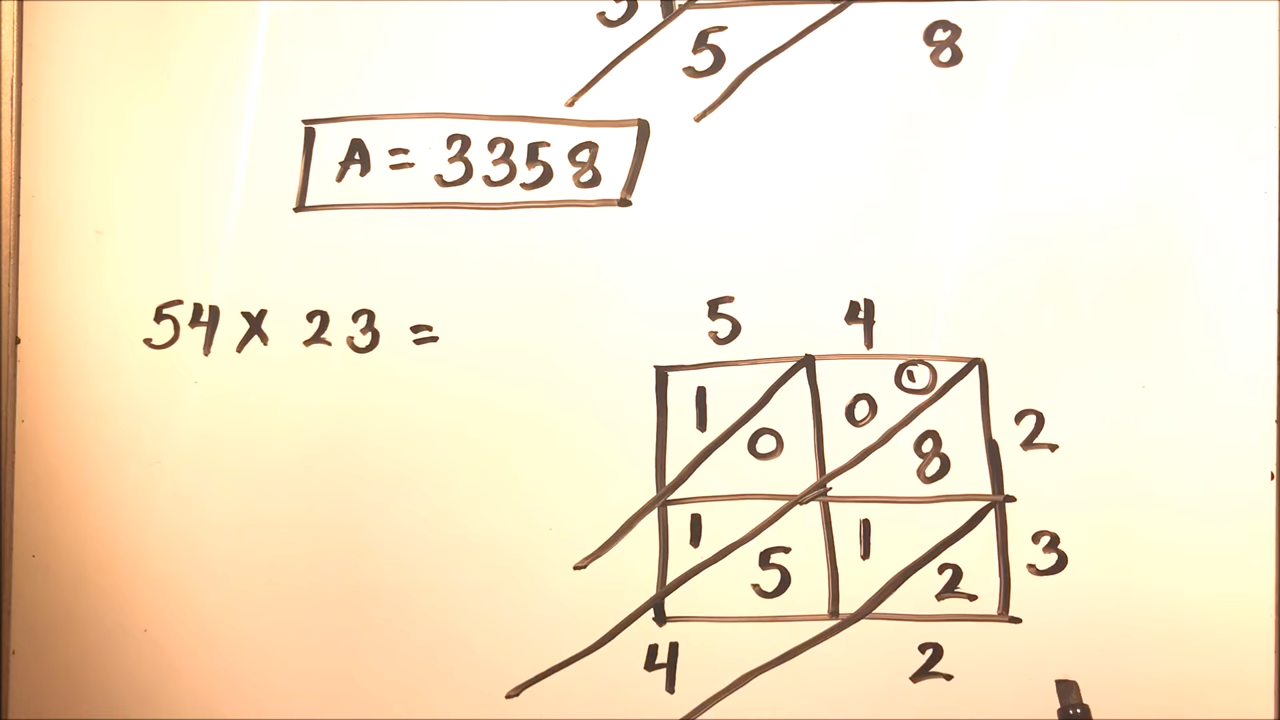 5 8
A = 3358
54 x 23 =
5 4
1 0 0 1 8 2
1 5 1 2 3
4 2